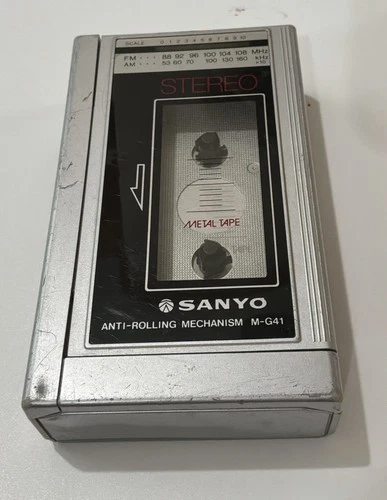 SCALE 0 1 2 3 4 5 6 7 8 9 10
FM ··· 88 92 96 100 104 108 MHz
AM ··· 53 60 70 100 130 160 kHz
x10
STEREO
METAL TAPE
SANYO
ANTI-ROLLING MECHANISM M-G41